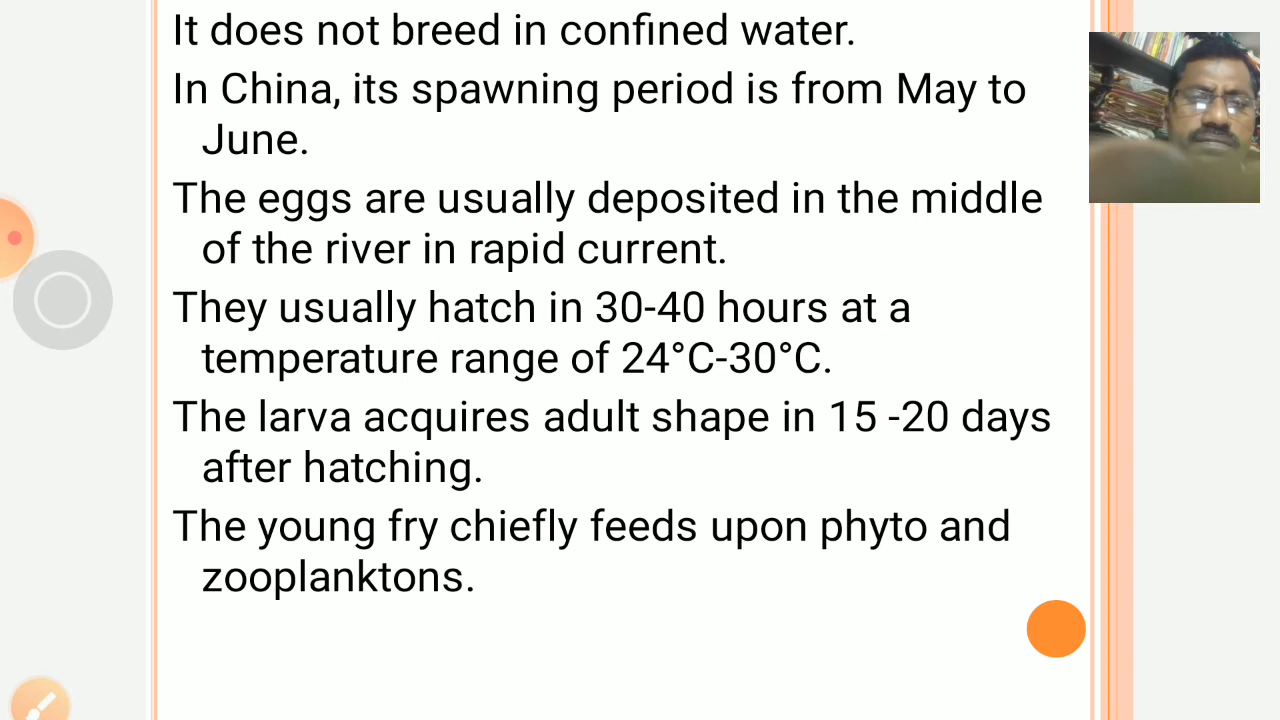 It does not breed in confined water.
In China, its spawning period is from May to
June.
The eggs are usually deposited in the middle
of the river in rapid current.
They usually hatch in 30-40 hours at a
temperature range of 24°C-30°C.
The larva acquires adult shape in 15 -20 days
after hatching.
The young fry chiefly feeds upon phyto and
zooplanktons.